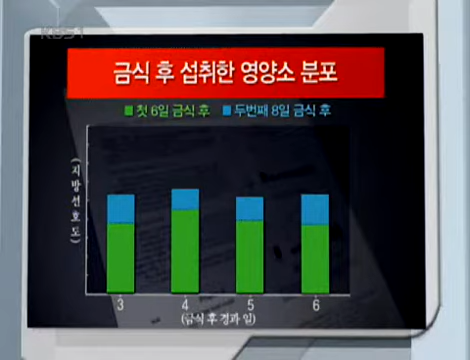 KBS1
금식 후 섭취한 영양소 분포
첫 6일 금식 후 두번째 8일 금식 후
(지방선호도)
3 4 5 6
(금식 후 경과 일)